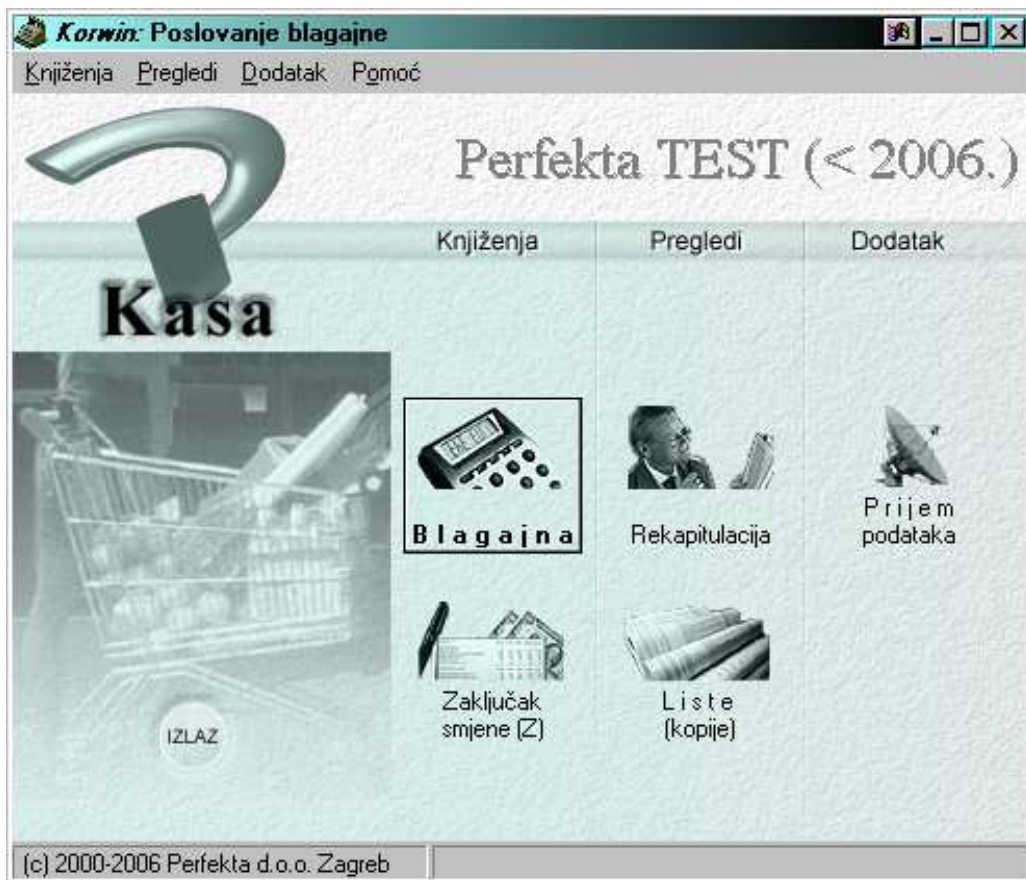 Korwin: Poslovanje blagajne
Knjiženja Pregledi Dodatak Pomoć
Perfekta TEST (< 2006.)
Knjiženja Pregledi Dodatak
Kasa
Blagajna
Rekapitulacija
Prijem
podataka
Zaključak
smjene (Z)
Liste
(kopije)
IZLAZ
(c) 2000-2006 Perfekta d.o.o. Zagreb